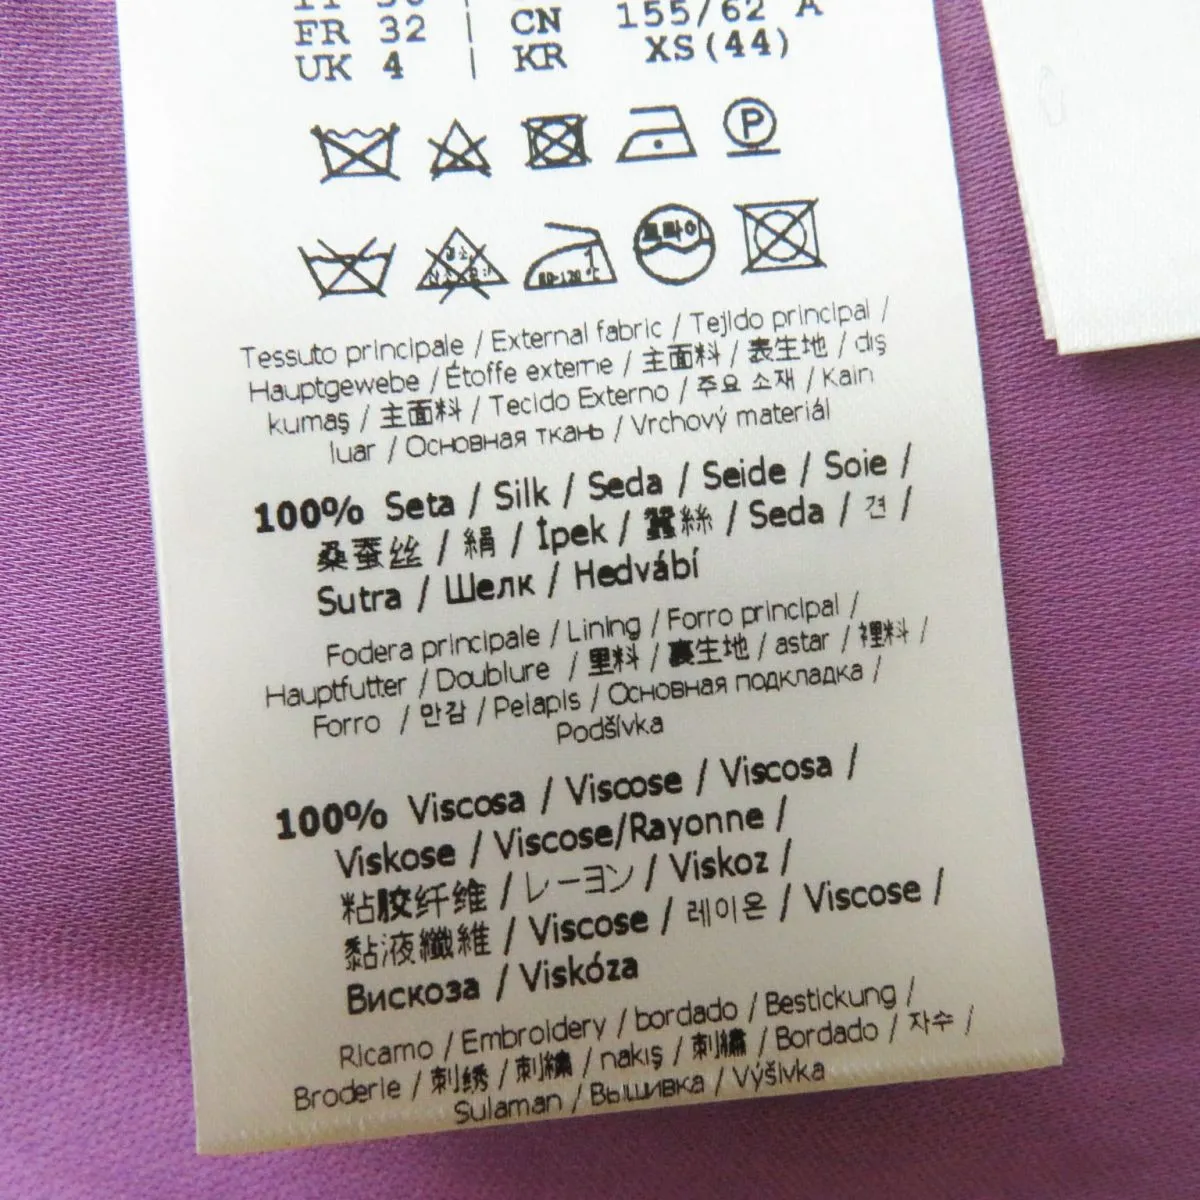 FR 32 | CN 155/62 A
UK 4 | KR XS(44)
P
드라이
Tessuto principale / External fabric / Tejido principal /
Hauptgewebe / Étoffe externe / 主面料 / 表生地 / dış
kumaş / 主面料 / Tecido Externo / 주요 소재 / Kain
luar / Основная ткань / Vrchový materiál
100% Seta / Silk / Seda / Seide / Soie /
桑蚕丝 / 絹 / İpek / 蠶絲 / Seda / 견 /
Sutra / Шелк / Hedvábí
Fodera principale / Lining / Forro principal /
Hauptfutter / Doublure / 里料 / 裏生地 / astar / 裡料 /
Forro / 안감 / Pelapis / Основная подкладка /
Podšívka
100% Viscosa / Viscose / Viscosa /
Viskose / Viscose/Rayonne /
粘胶纤维 / レーヨン / Viskoz /
黏液纖維 / Viscose / 레이온 / Viscose /
Вискоза / Viskóza
Ricamo / Embroidery / bordado / Bestickung /
Broderie / 刺绣 / 刺繍 / nakış / 刺繡 / Bordado / 자수 /
Sulaman / Вышивка / Výšivka